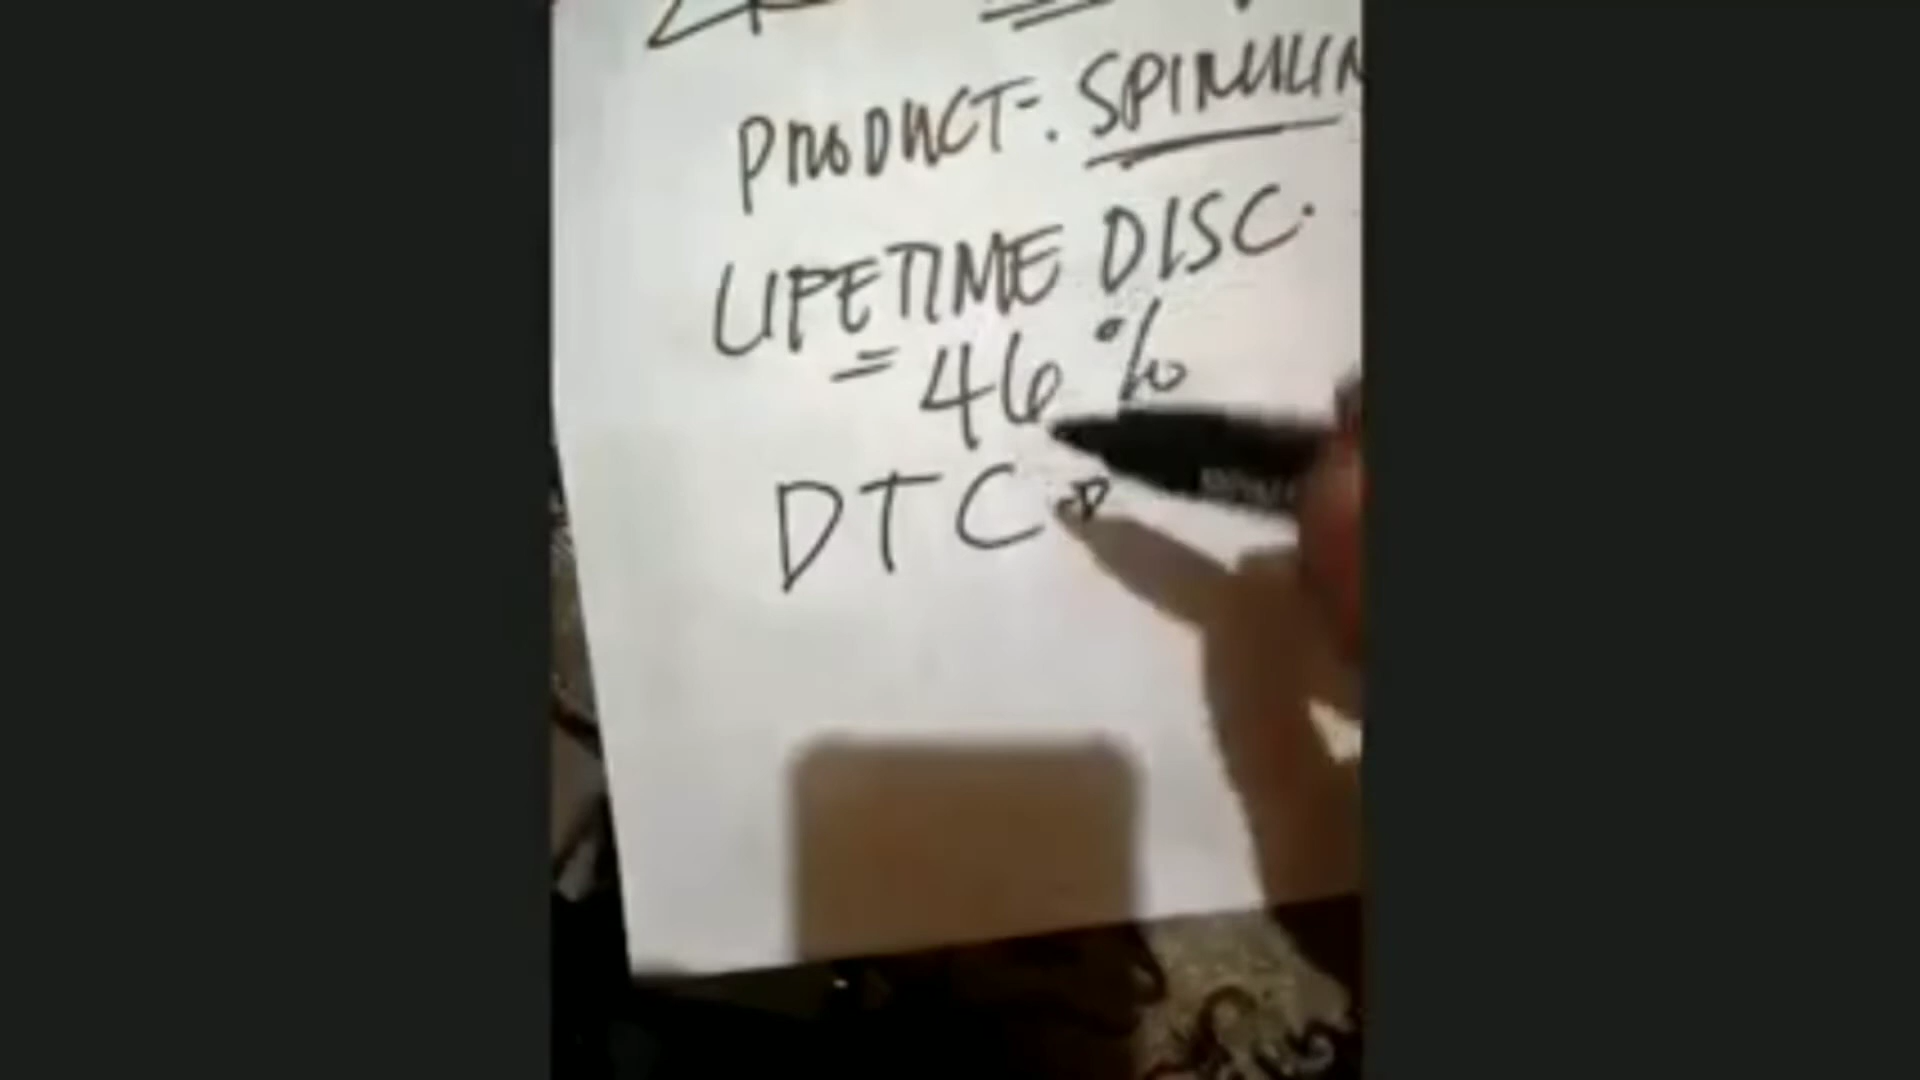 PRODUCT: SPIRULIN
LIFETIME DISC.
= 46 %
DTC